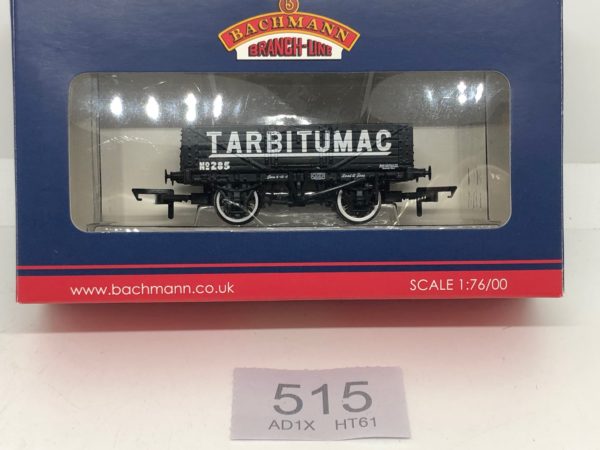 BACHMANN
BRANCH-LINE
TARBITUMAC
No 285
www.bachmann.co.uk
SCALE 1:76/00
515
AD1X HT61